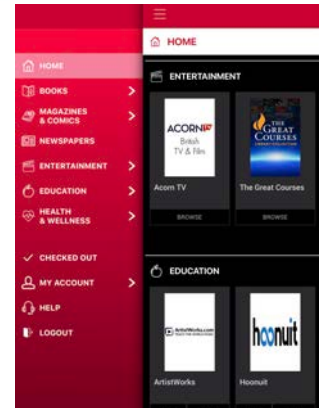 HOME
BOOKS
MAGAZINES
& COMICS
NEWSPAPERS
ENTERTAINMENT
EDUCATION
HEALTH
& WELLNESS
CHECKED OUT
MY ACCOUNT
HELP
LOGOUT
HOME
ENTERTAINMENT
ACORN TV
British
TV & Film
Acorn TV
BROWSE
THE
GREAT
COURSES
The Great Courses
BROWSE
EDUCATION
ArtistWorks.com
ArtistWorks
hoonuit
Hoonuit